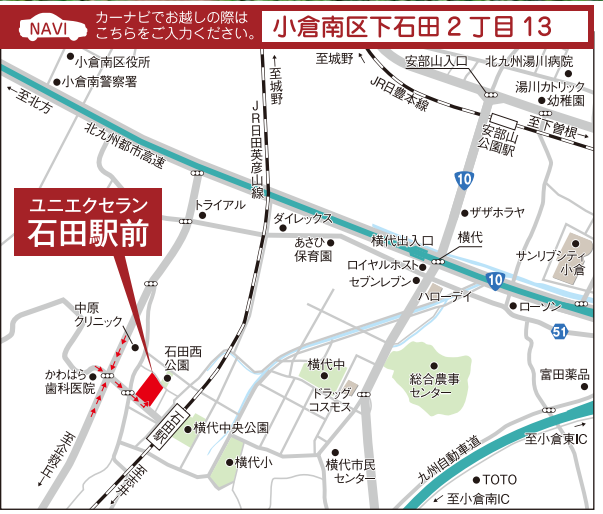 NAVI
カーナビでお越しの際は
こちらをご入力ください。
小倉南区下石田2丁目13
小倉南区役所
小倉南警察署
←至北方
北九州都市高速
至城野
JR日田英彦山線
至城野
安部山入口
北九州湯川病院
湯川カトリック
幼稚園
JR日豊本線
安部山
公園駅
至下曽根→
10
トライアル
ダイレックス
あさひ
保育園
ザザホラヤ
横代出入口
横代
ロイヤルホスト
セブンイレブン
ハローデイ
サンリブシティ
小倉
10
ローソン
51
ユニエクセラン
石田駅前
中原
クリニック
石田西
公園
かわはら
歯科医院
石田駅
横代中
ドラッグ
コスモス
総合農事
センター
富田薬品
横代中央公園
横代小
横代市民
センター
九州自動車道
至小倉東IC
TOTO
至小倉南IC
至企救丘
至志井